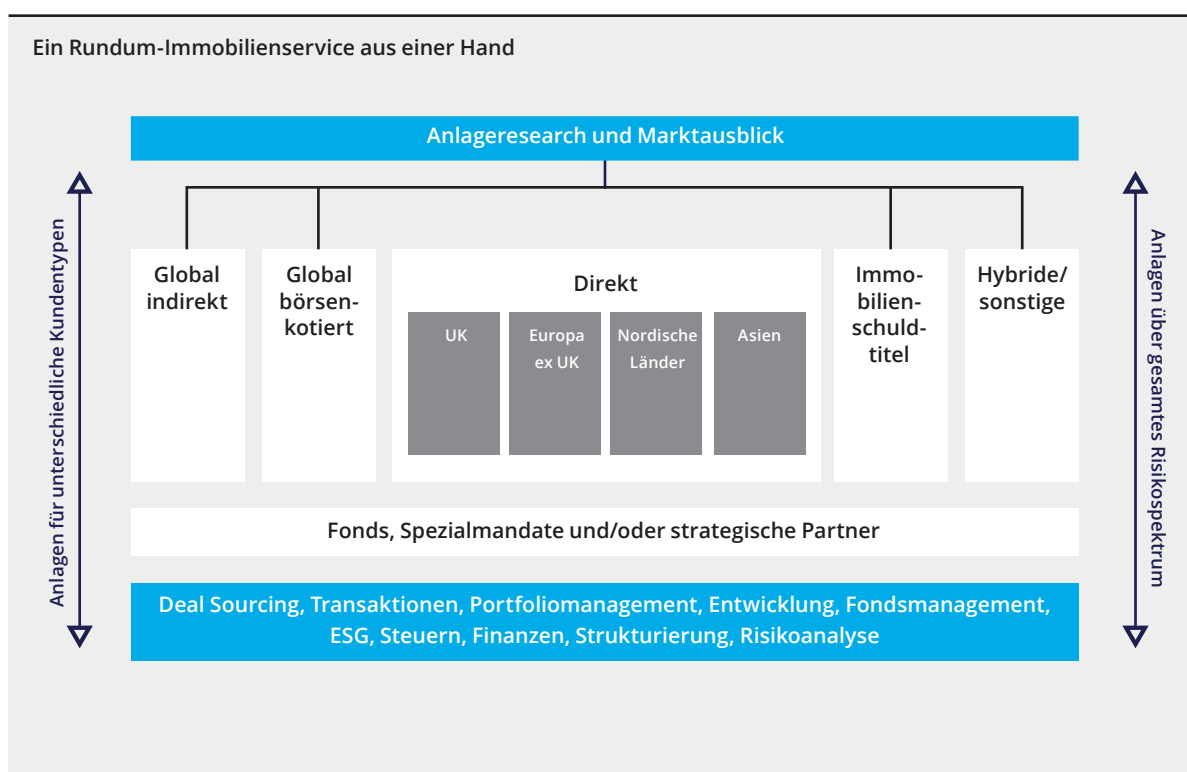 Ein Rundum-Immobilienservice aus einer Hand
Anlageresearch und Marktausblick
Anlagen für unterschiedliche Kundentypen
Global
indirekt
Global
börsen-
kotiert
Direkt
UK
Europa
ex UK
Nordische
Länder
Asien
Immo-
bilien-
schuld-
titel
Hybride/
sonstige
Anlagen über gesamtes Risikospektrum
Fonds, Spezialmandate und/oder strategische Partner
Deal Sourcing, Transaktionen, Portfoliomanagement, Entwicklung, Fondsmanagement,
ESG, Steuern, Finanzen, Strukturierung, Risikoanalyse